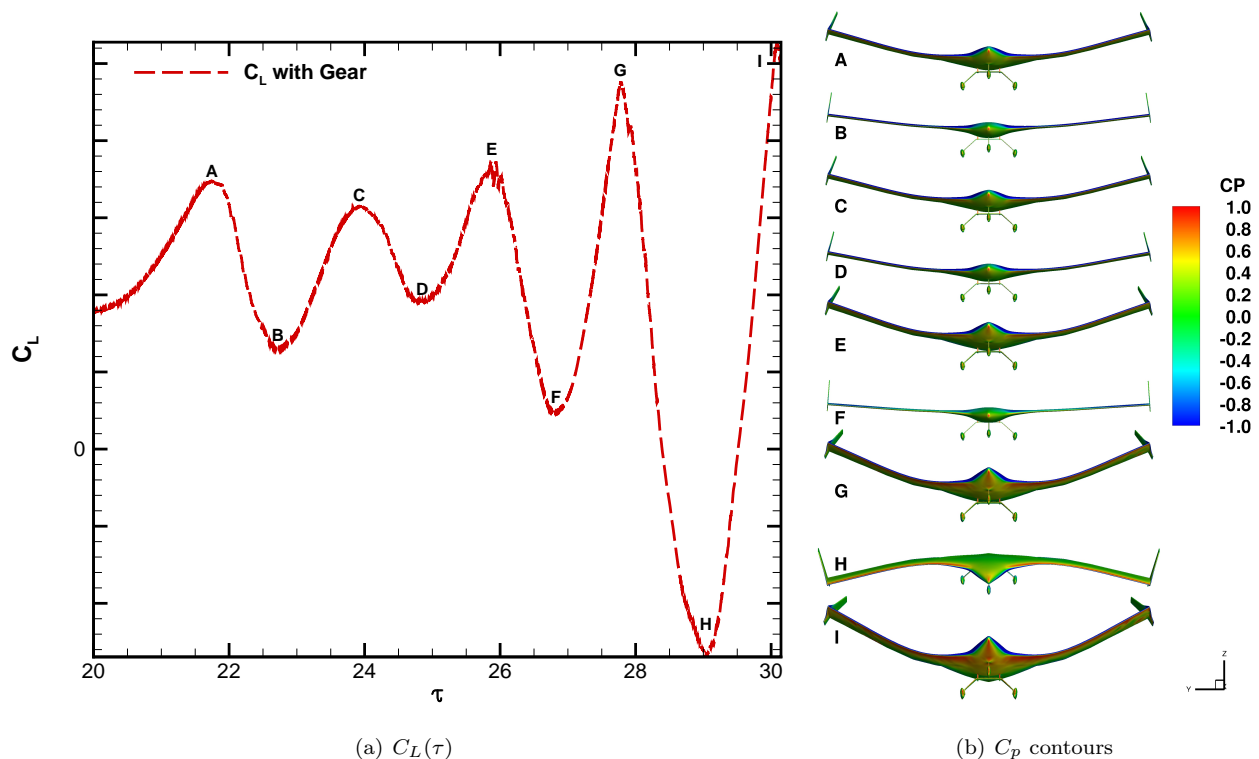 C_L with Gear
A
B
C
D
E
F
G
H
I
C_L
0
20 22 24 26 28 30
τ
(a) C_L(τ)
A
B
C
D
E
F
G
H
I
CP
1.0
0.8
0.6
0.4
0.2
0.0
-0.2
-0.4
-0.6
-0.8
-1.0
Z
Y
(b) C_p contours